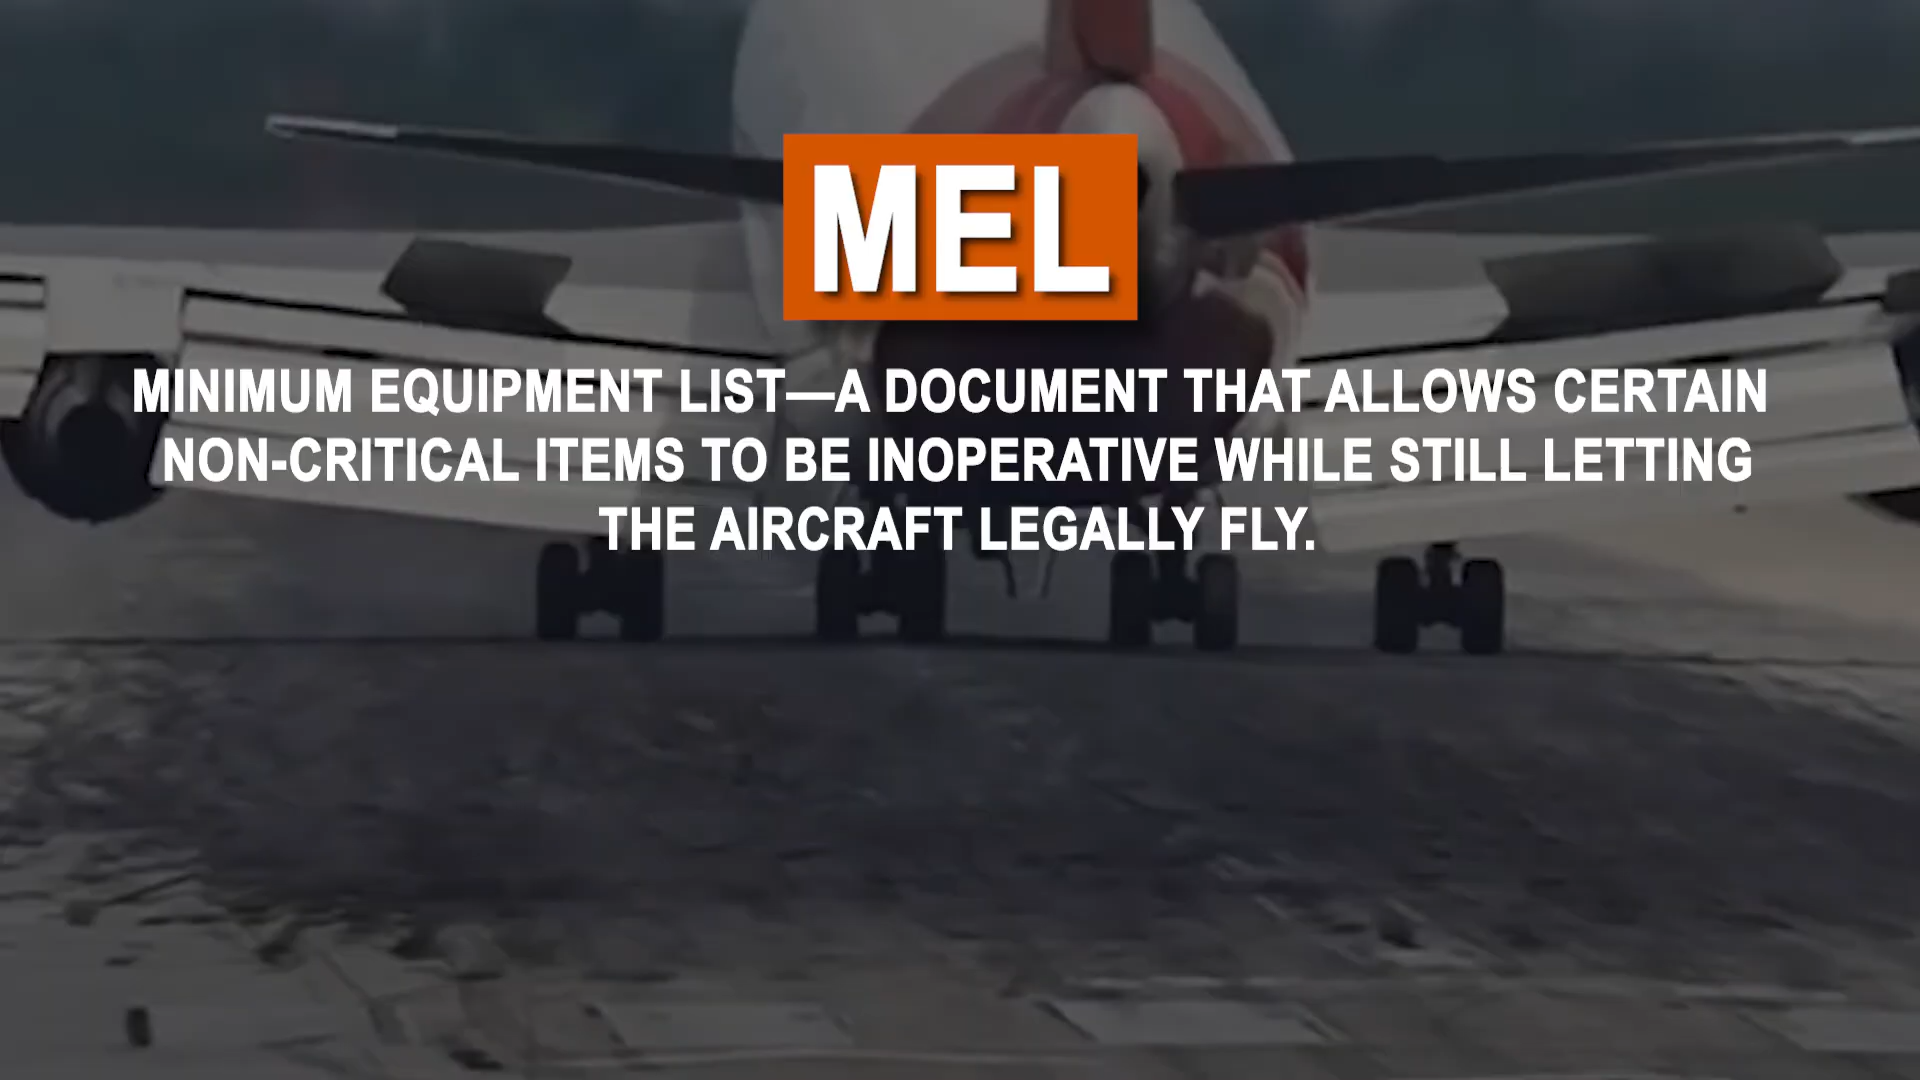 MEL
MINIMUM EQUIPMENT LIST—A DOCUMENT THAT ALLOWS CERTAIN
NON-CRITICAL ITEMS TO BE INOPERATIVE WHILE STILL LETTING
THE AIRCRAFT LEGALLY FLY.